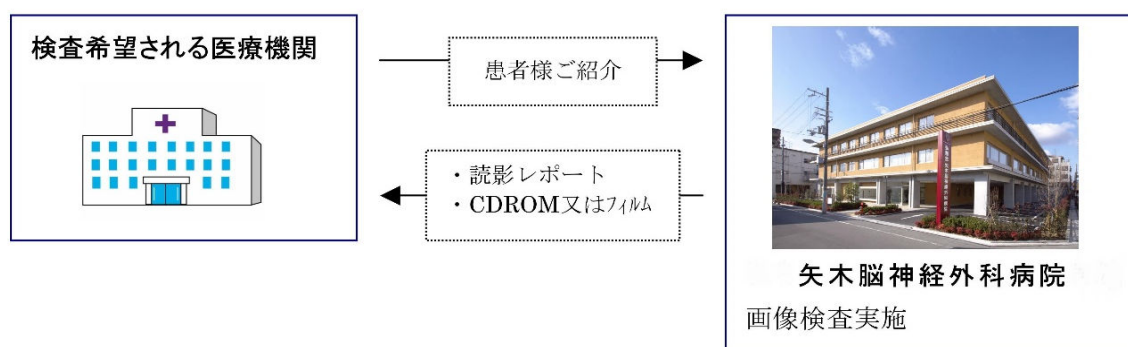 検査希望される医療機関
患者様ご紹介
・読影レポート
・CDROM又はﾌｨﾙﾑ
矢木脳神経外科病院
画像検査実施